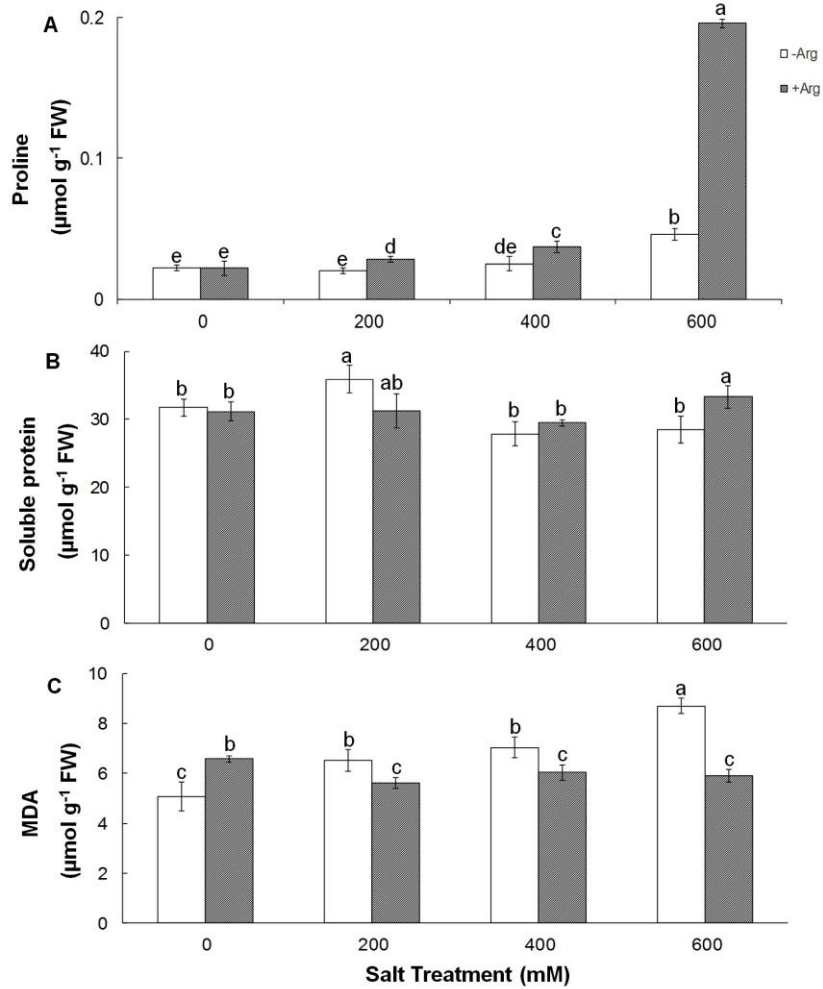 A
0.2
0.1
0
Proline
(µmol g⁻¹ FW)
e e e d de c b a
-Arg
+Arg
0 200 400 600
B
40
30
20
10
0
Soluble protein
(µmol g⁻¹ FW)
b b a ab b b b a
0 200 400 600
C
10
8
6
4
2
0
MDA
(µmol g⁻¹ FW)
c b b c b c a c
0 200 400 600
Salt Treatment (mM)